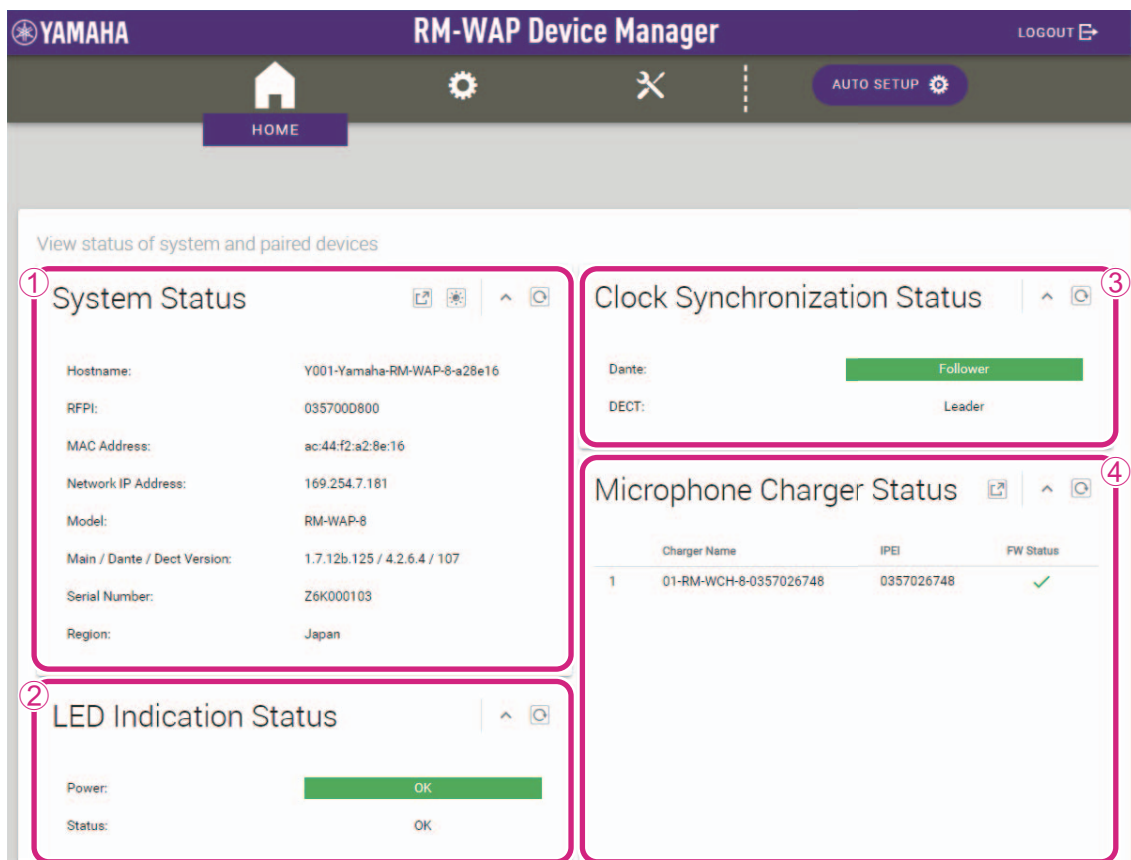 YAMAHA
RM-WAP Device Manager
LOGOUT
AUTO SETUP
HOME
View status of system and paired devices
①
System Status
Hostname: Y001-Yamaha-RM-WAP-8-a28e16
RFPI: 035700D800
MAC Address: ac:44:f2:a2:8e:16
Network IP Address: 169.254.7.181
Model: RM-WAP-8
Main / Dante / Dect Version: 1.7.12b.125 / 4.2.6.4 / 107
Serial Number: Z6K000103
Region: Japan
②
LED Indication Status
Power: OK
Status: OK
③
Clock Synchronization Status
Dante: Follower
DECT: Leader
④
Microphone Charger Status
Charger Name IPEI FW Status
1 01-RM-WCH-8-0357026748 0357026748